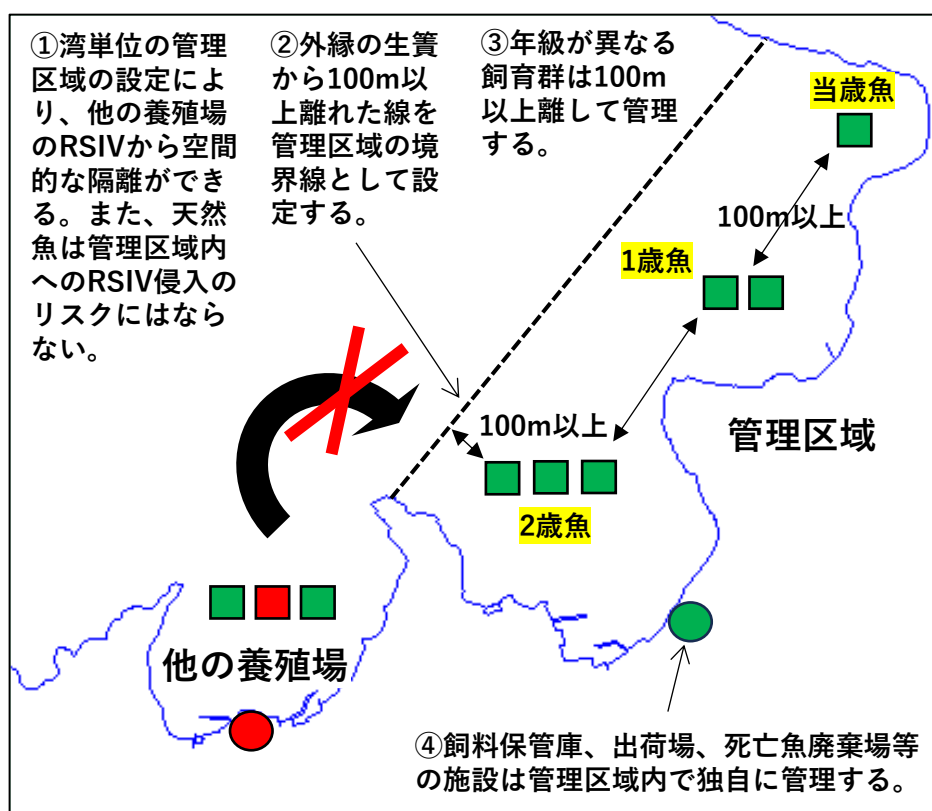 ①湾単位の管理
区域の設定によ
り、他の養殖場
のRSIVから空間
的な隔離ができ
る。また、天然
魚は管理区域内
へのRSIV侵入の
リスクにはなら
ない。
②外縁の生簀
から100m以
上離れた線を
管理区域の境
界線として設
定する。
③年級が異なる
飼育群は100m
以上離して管理
する。
当歳魚
100m以上
1歳魚
100m以上
管理区域
2歳魚
他の養殖場
④飼料保管庫、出荷場、死亡魚廃棄場等
の施設は管理区域内で独自に管理する。